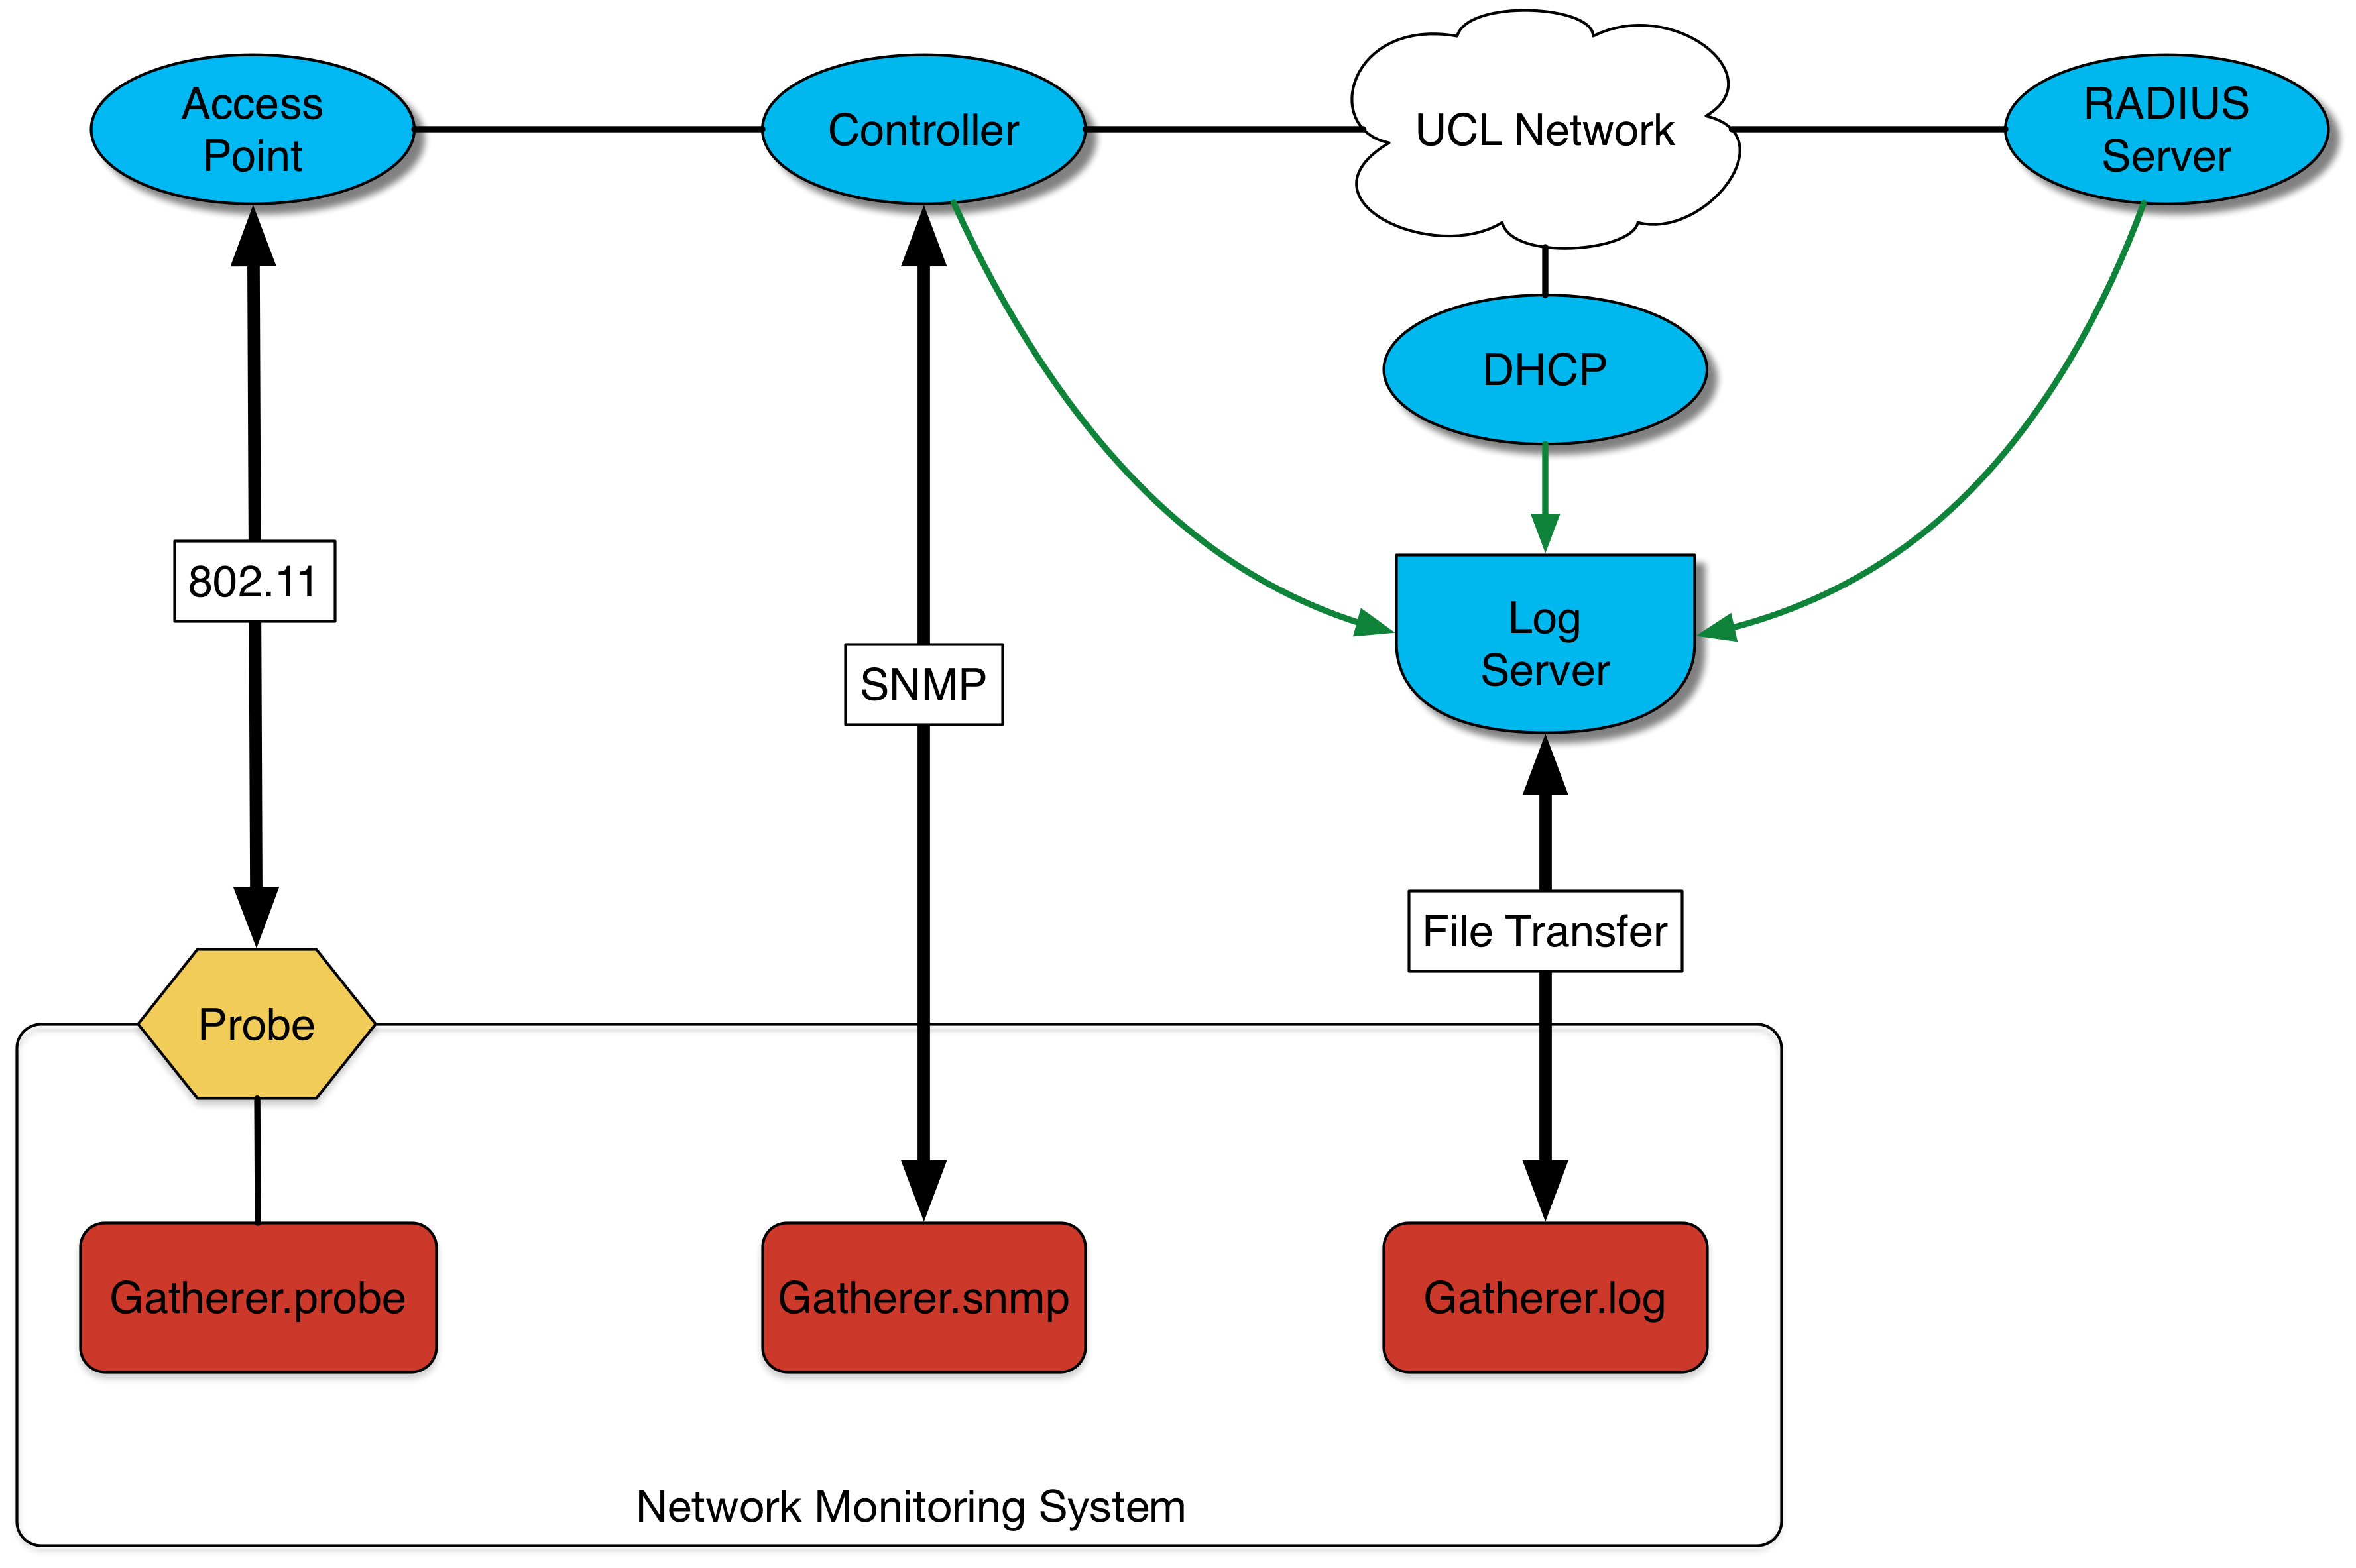 Access
Point
Controller
UCL Network
RADIUS
Server
DHCP
802.11
SNMP
Log
Server
File Transfer
Probe
Gatherer.probe
Gatherer.snmp
Gatherer.log
Network Monitoring System